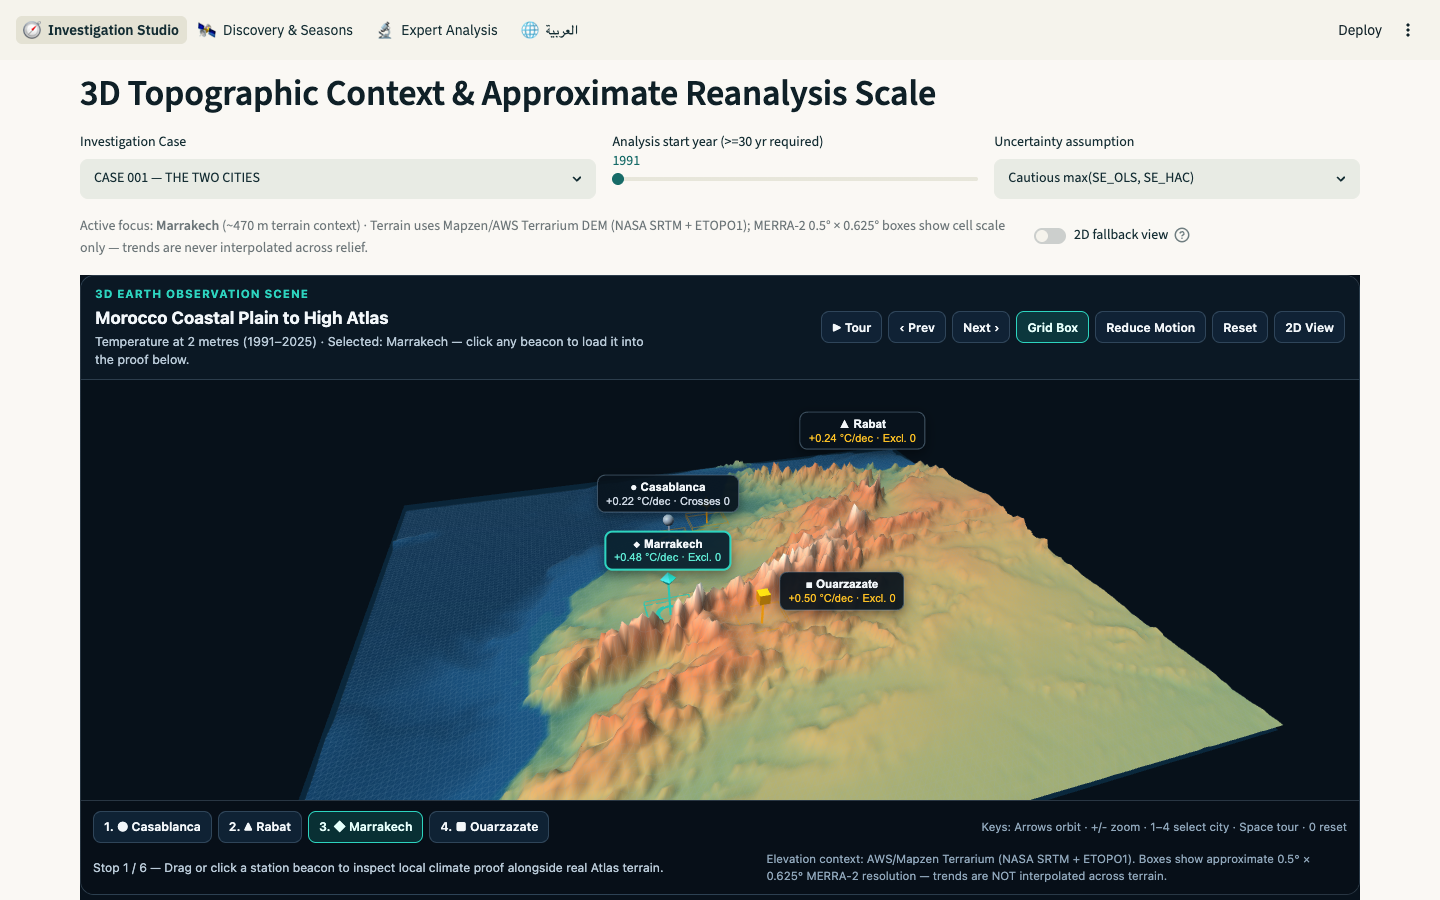 Investigation Studio
Discovery & Seasons
Expert Analysis
العربية
Deploy
3D Topographic Context & Approximate Reanalysis Scale
Investigation Case
CASE 001 — THE TWO CITIES
Analysis start year (>=30 yr required)
1991
Uncertainty assumption
Cautious max(SE_OLS, SE_HAC)
Active focus: Marrakech (~470 m terrain context) · Terrain uses Mapzen/AWS Terrarium DEM (NASA SRTM + ETOPO1); MERRA-2 0.5° × 0.625° boxes show cell scale
only — trends are never interpolated across relief.
2D fallback view
3D EARTH OBSERVATION SCENE
Morocco Coastal Plain to High Atlas
Temperature at 2 metres (1991–2025) · Selected: Marrakech — click any beacon to load it into
the proof below.
▶ Tour
‹ Prev
Next ›
Grid Box
Reduce Motion
Reset
2D View
▲ Rabat
+0.24 °C/dec · Excl. 0
● Casablanca
+0.22 °C/dec · Crosses 0
◆ Marrakech
+0.48 °C/dec · Excl. 0
■ Ouarzazate
+0.50 °C/dec · Excl. 0
1. ● Casablanca
2. ▲ Rabat
3. ◆ Marrakech
4. ■ Ouarzazate
Keys: Arrows orbit · +/- zoom · 1–4 select city · Space tour · 0 reset
Stop 1 / 6 — Drag or click a station beacon to inspect local climate proof alongside real Atlas terrain.
Elevation context: AWS/Mapzen Terrarium (NASA SRTM + ETOPO1). Boxes show approximate 0.5° ×
0.625° MERRA-2 resolution — trends are NOT interpolated across terrain.